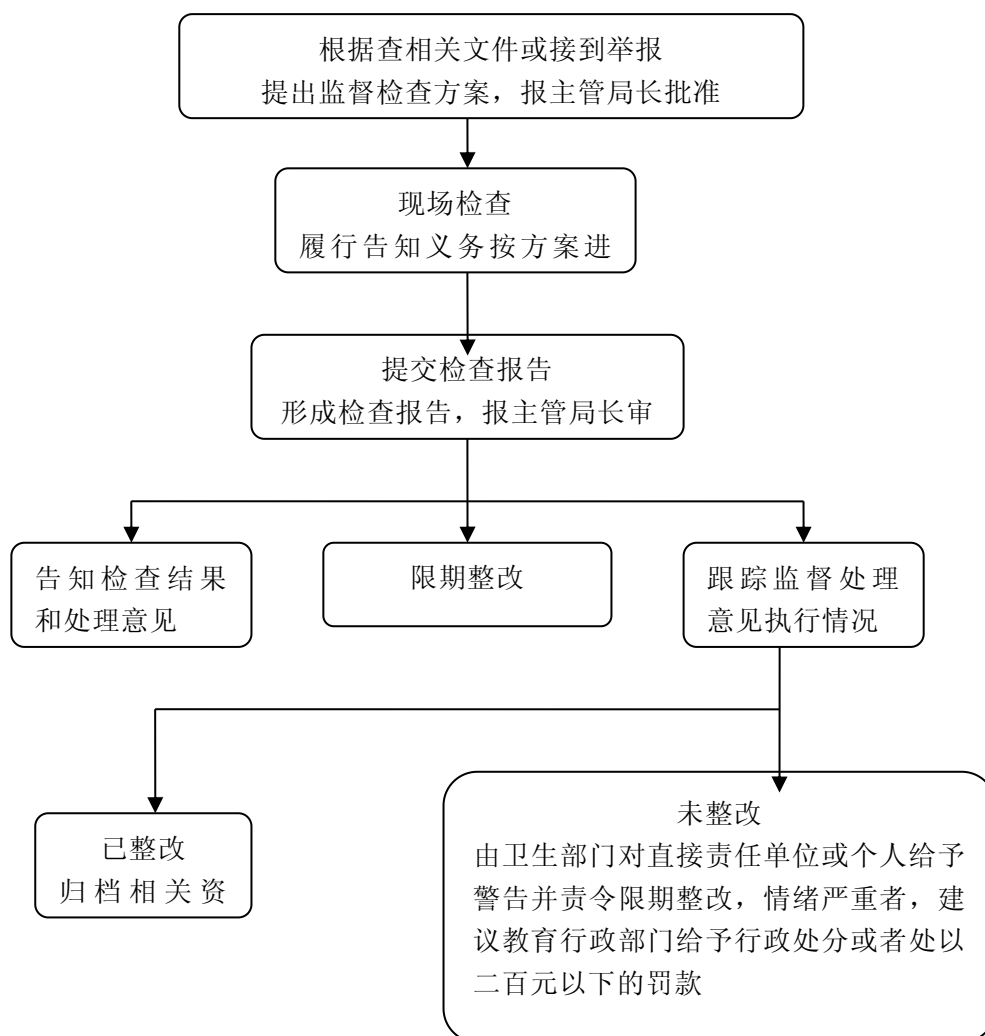 根据查相关文件或接到举报
提出监督检查方案，报主管局长批准
现场检查
履行告知义务按方案进
提交检查报告
形成检查报告，报主管局长审
告知检查结果
和处理意见
限期整改
跟踪监督处理
意见执行情况
已整改
归档相关资
未整改
由卫生部门对直接责任单位或个人给予
警告并责令限期整改，情绪严重者，建
议教育行政部门给予行政处分或者处以
二百元以下的罚款